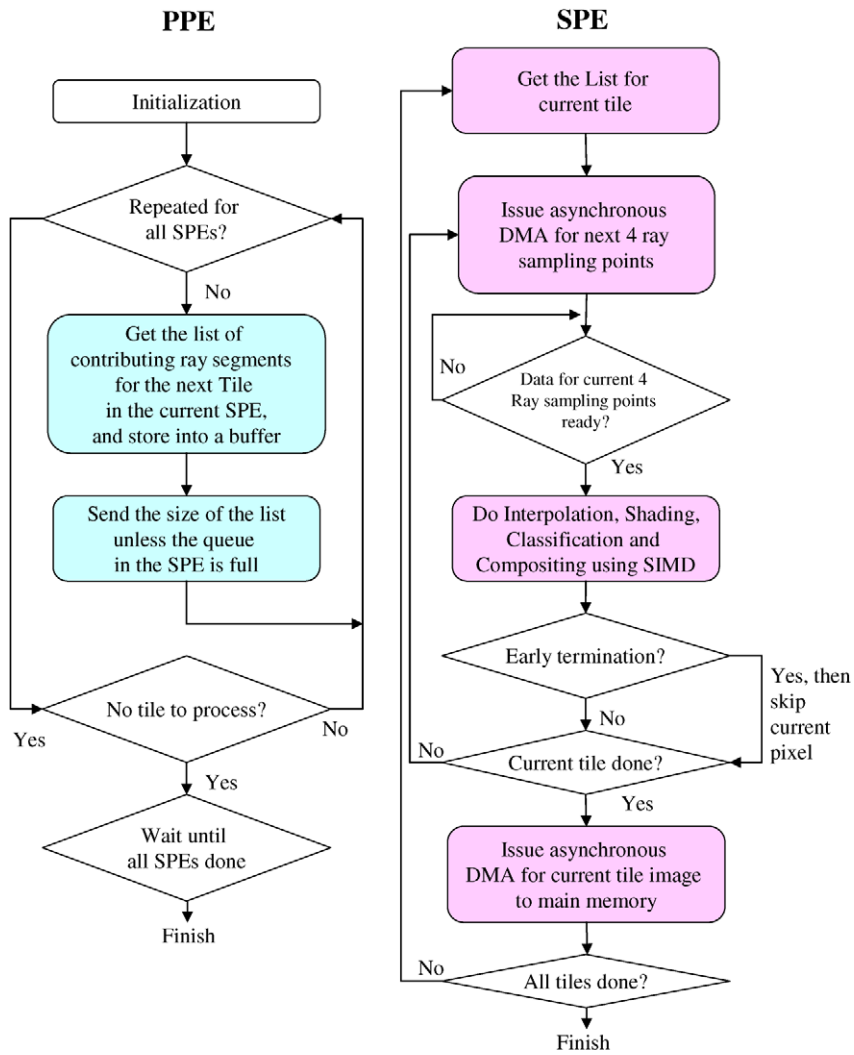 PPE
Initialization
Repeated for
all SPEs?
No
Get the list of
contributing ray segments
for the next Tile
in the current SPE,
and store into a buffer
Send the size of the list
unless the queue
in the SPE is full
No tile to process?
Yes
No
Yes
Wait until
all SPEs done
Finish
SPE
Get the List for
current tile
Issue asynchronous
DMA for next 4 ray
sampling points
No
Data for current 4
Ray sampling points
ready?
Yes
Do Interpolation, Shading,
Classification and
Compositing using SIMD
Early termination?
Yes, then
skip
current
pixel
No
No
Current tile done?
Yes
Issue asynchronous
DMA for current tile image
to main memory
No
All tiles done?
Finish